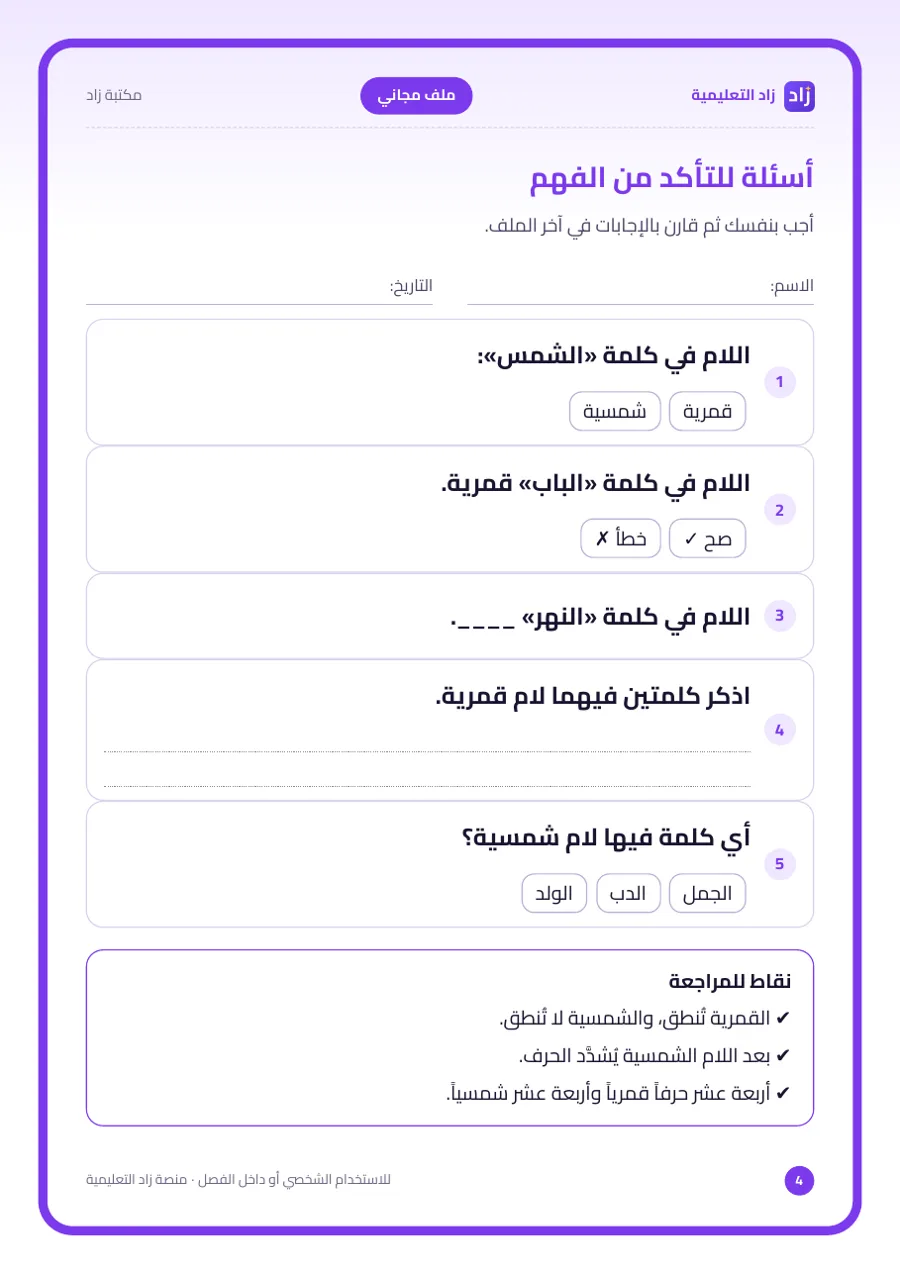 زاد زاد التعليمية
ملف مجاني
مكتبة زاد
أسئلة للتأكد من الفهم
أجب بنفسك ثم قارن بالإجابات في آخر الملف.
الاسم:
التاريخ:
1
اللام في كلمة «الشمس»:
قمرية
شمسية
2
اللام في كلمة «الباب» قمرية.
صح ✓
خطأ ✗
3
اللام في كلمة «النهر» ____.
4
اذكر كلمتين فيهما لام قمرية.
5
أي كلمة فيها لام شمسية؟
الجمل
الدب
الولد
نقاط للمراجعة
✔ القمرية تُنطق، والشمسية لا تُنطق.
✔ بعد اللام الشمسية يُشدَّد الحرف.
✔ أربعة عشر حرفاً قمرياً وأربعة عشر شمسياً.
4
للاستخدام الشخصي أو داخل الفصل · منصة زاد التعليمية